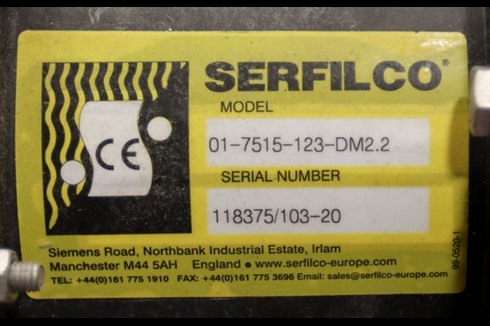 SERFILCO®
MODEL
01-7515-123-DM2.2
SERIAL NUMBER
118375/103-20
CE
Siemens Road, Northbank Industrial Estate, Irlam
Manchester M44 5AH England • www.serfilco-europe.com
TEL: +44(0)161 775 1910 FAX: +44(0)161 775 3696 Email: sales@serfilco-europe.com
99-0520-1